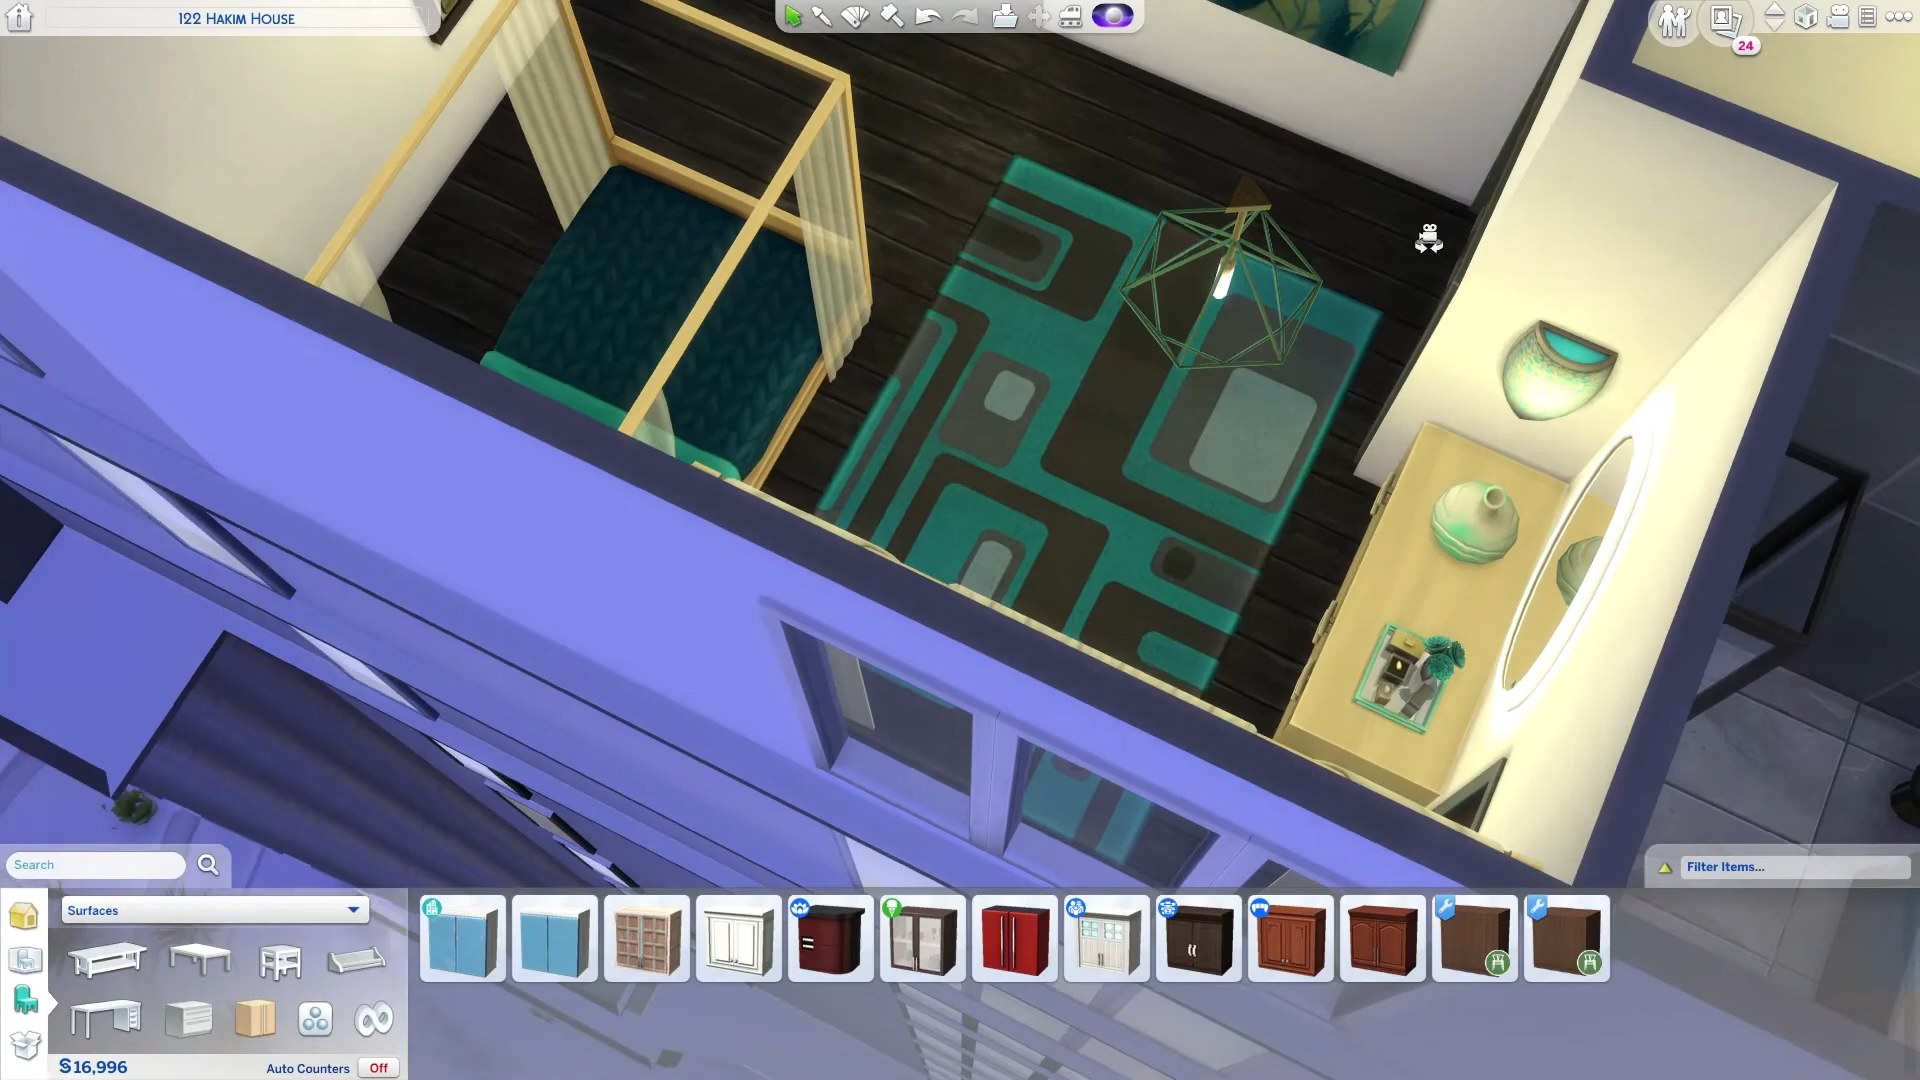 122 HAKIM HOUSE
24
Search
Filter Items...
Surfaces
§16,996
Auto Counters
Off